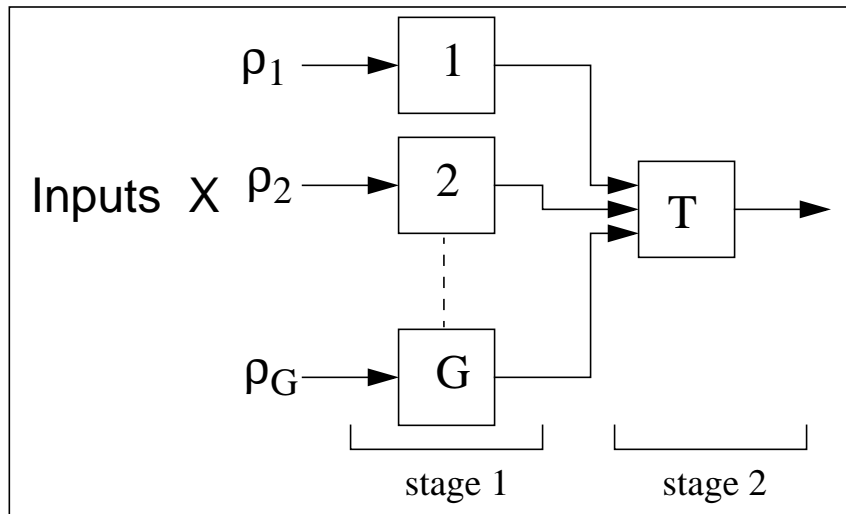 ρ1 1
Inputs X ρ2 2
T
ρG G
stage 1 stage 2